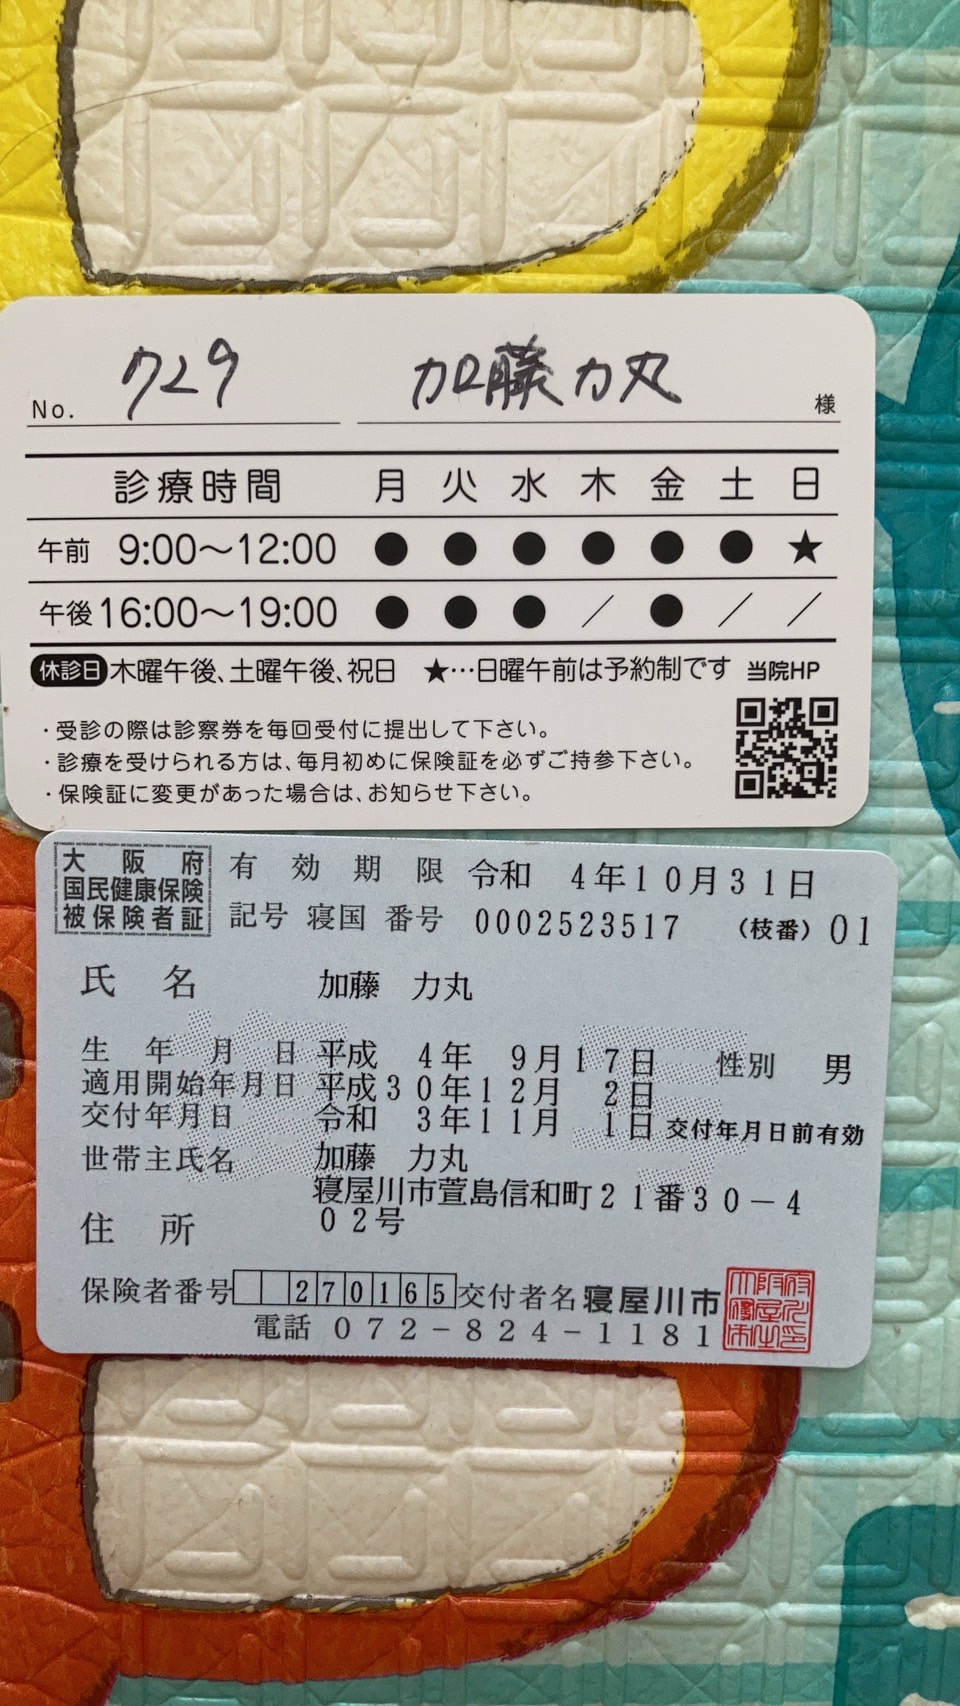 No. 729 加藤力丸 様
診療時間 月 火 水 木 金 土 日
午前 9:00～12:00 ● ● ● ● ● ● ★
午後 16:00～19:00 ● ● ● ／ ● ／ ／
休診日 木曜午後、土曜午後、祝日 ★…日曜午前は予約制です 当院HP
・受診の際は診察券を毎回受付に提出して下さい。
・診療を受けられる方は、毎月初めに保険証を必ずご持参下さい。
・保険証に変更があった場合は、お知らせ下さい。
大阪府
国民健康保険
被保険者証
有効期限 令和 4年10月31日
記号 寝国 番号 0002523517 (枝番) 01
氏名 加藤 力丸
生年月日 平成 4年 9月17日 性別 男
適用開始年月日 平成30年12月 2日
交付年月日 令和 3年11月 1日 交付年月日前有効
世帯主氏名 加藤 力丸
住所 寝屋川市萱島信和町21番30-4
02号
保険者番号 270165 交付者名 寝屋川市
電話 072-824-1181